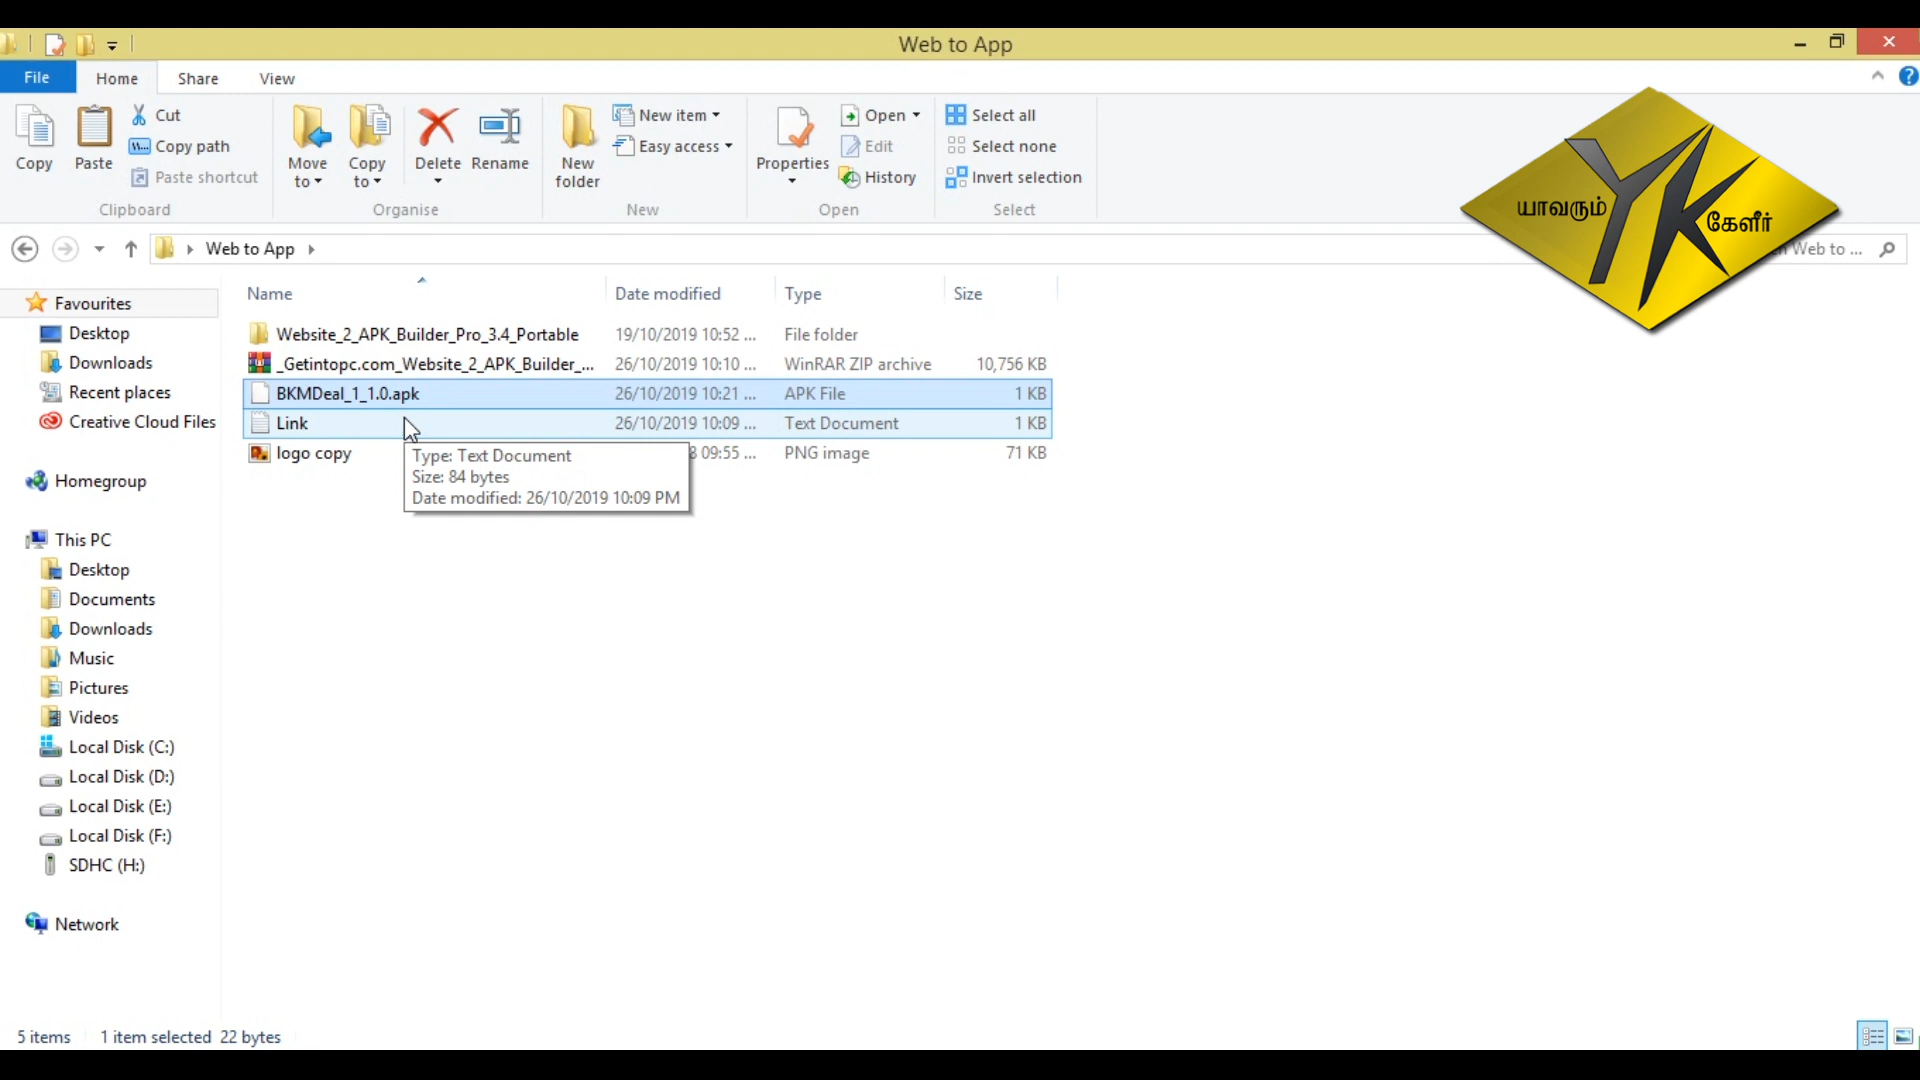 Web to App
File Home Share View
Copy
Paste
Cut
Copy path
Paste shortcut
Clipboard
Move to
Copy to
Delete
Rename
Organise
New folder
New item
Easy access
New
Properties
Open
Edit
History
Open
Select all
Select none
Invert selection
Select
யாவரும் YK கேளீர்
Web to App
Web to ...
Name Date modified Type Size
Website_2_APK_Builder_Pro_3.4_Portable 19/10/2019 10:52 ... File folder
_Getintopc.com_Website_2_APK_Builder_... 26/10/2019 10:10 ... WinRAR ZIP archive 10,756 KB
BKMDeal_1_1.0.apk 26/10/2019 10:21 ... APK File 1 KB
Link 26/10/2019 10:09 ... Text Document 1 KB
logo copy 8 09:55 ... PNG image 71 KB
Type: Text Document
Size: 84 bytes
Date modified: 26/10/2019 10:09 PM
Favourites
Desktop
Downloads
Recent places
Creative Cloud Files
Homegroup
This PC
Desktop
Documents
Downloads
Music
Pictures
Videos
Local Disk (C:)
Local Disk (D:)
Local Disk (E:)
Local Disk (F:)
SDHC (H:)
Network
5 items 1 item selected 22 bytes